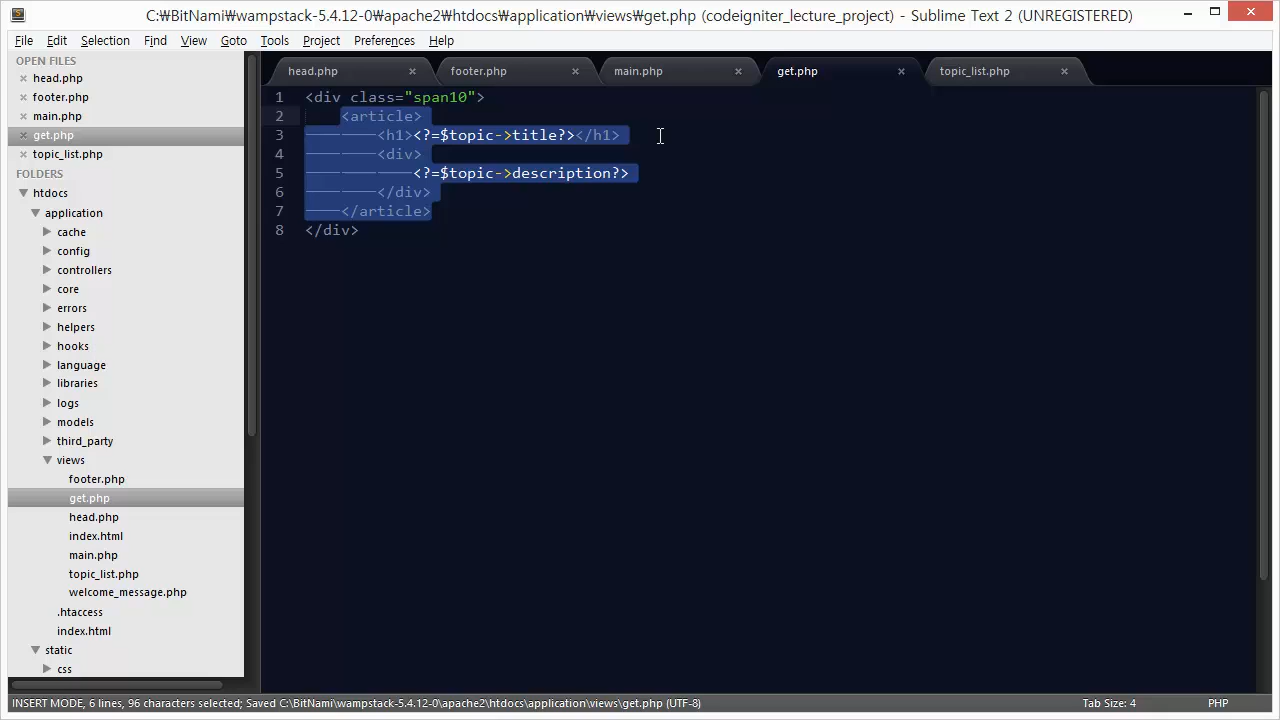 C:₩BitNami₩wampstack-5.4.12-0₩apache2₩htdocs₩application₩views₩get.php (codeigniter_lecture_project) - Sublime Text 2 (UNREGISTERED)
File Edit Selection Find View Goto Tools Project Preferences Help
OPEN FILES
head.php
footer.php
main.php
get.php
topic_list.php
FOLDERS
htdocs
application
cache
config
controllers
core
errors
helpers
hooks
language
libraries
logs
models
third_party
views
footer.php
get.php
head.php
index.html
main.php
topic_list.php
welcome_message.php
.htaccess
index.html
static
css
head.php footer.php main.php get.php topic_list.php
1 <div class="span10">
2 <article>
3 <h1><?=$topic->title?></h1>
4 <div>
5 <?=$topic->description?>
6 </div>
7 </article>
8 </div>
INSERT MODE, 6 lines, 96 characters selected; Saved C:\BitNami\wampstack-5.4.12-0\apache2\htdocs\application\views\get.php (UTF-8) Tab Size: 4 PHP